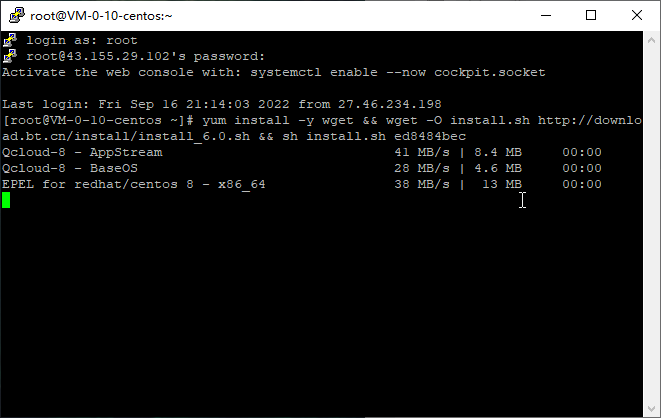 root@VM-0-10-centos:~
login as: root
root@43.155.29.102's password:
Activate the web console with: systemctl enable --now cockpit.socket
Last login: Fri Sep 16 21:14:03 2022 from 27.46.234.198
[root@VM-0-10-centos ~]# yum install -y wget && wget -O install.sh http://downlo
ad.bt.cn/install/install_6.0.sh && sh install.sh ed8484bec
Qcloud-8 - AppStream 41 MB/s | 8.4 MB 00:00
Qcloud-8 - BaseOS 28 MB/s | 4.6 MB 00:00
EPEL for redhat/centos 8 - x86_64 38 MB/s | 13 MB 00:00